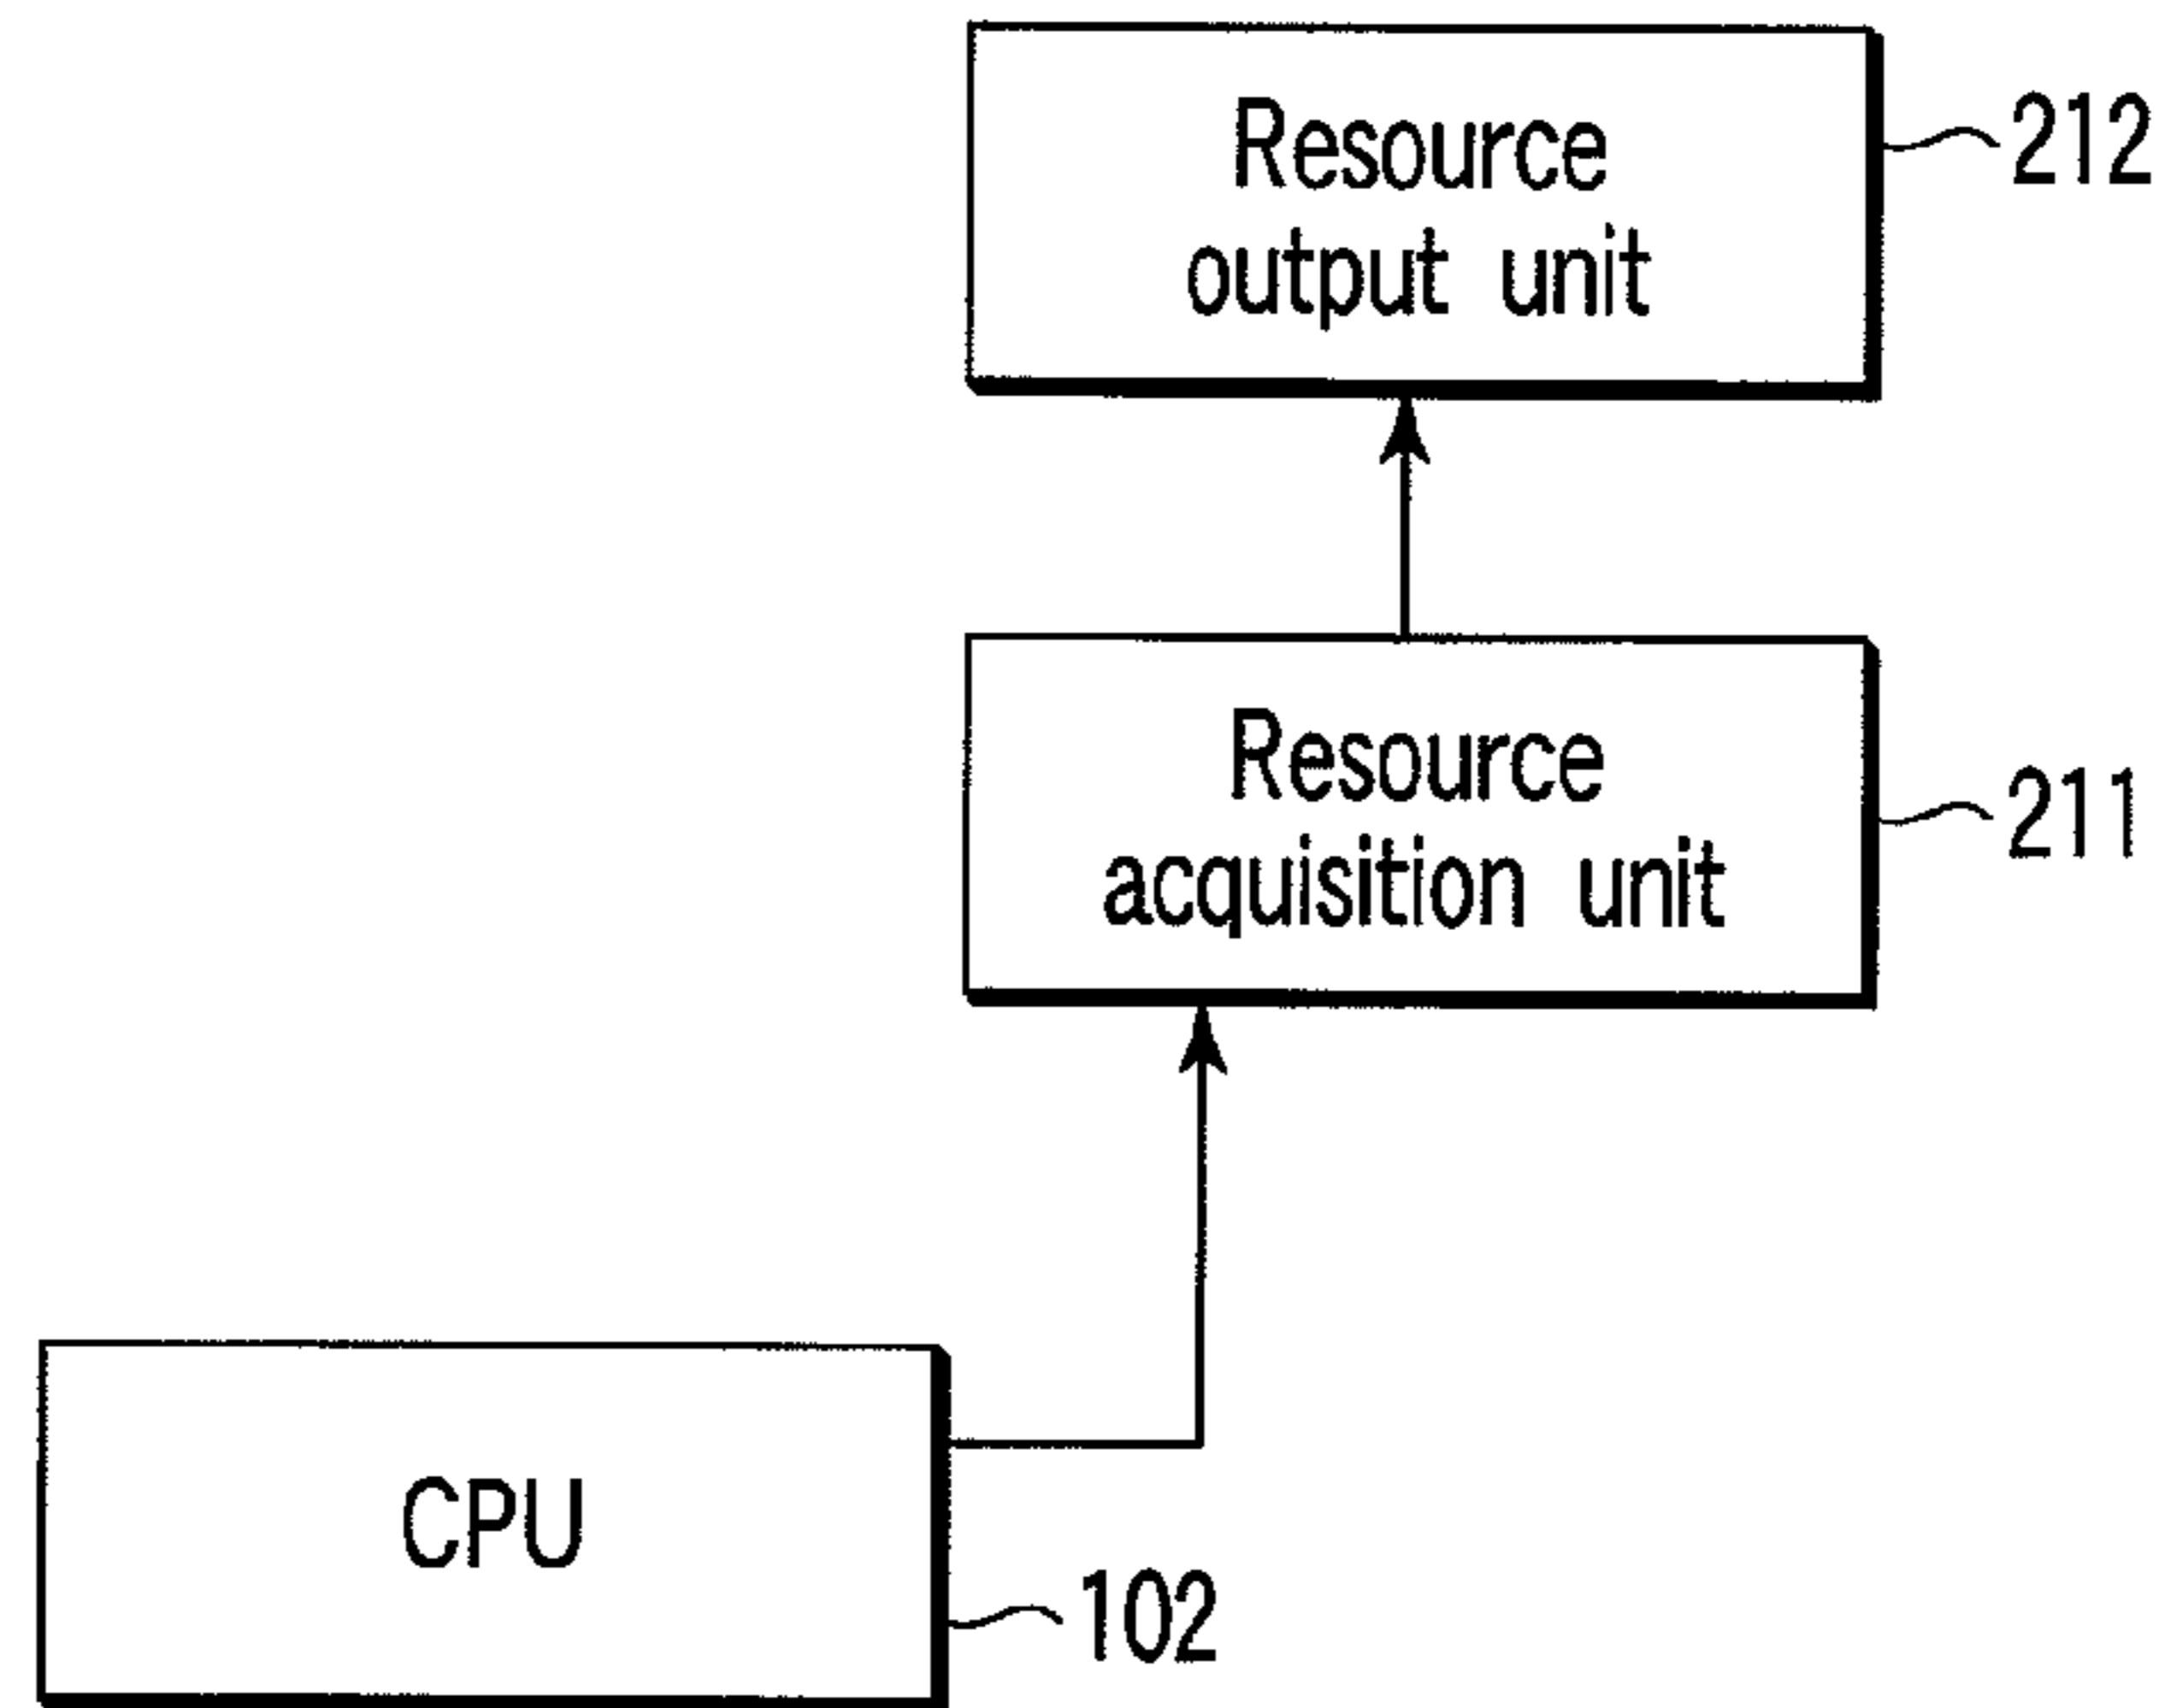 Resource
output unit
212
Resource
acquisition unit
211
CPU
102